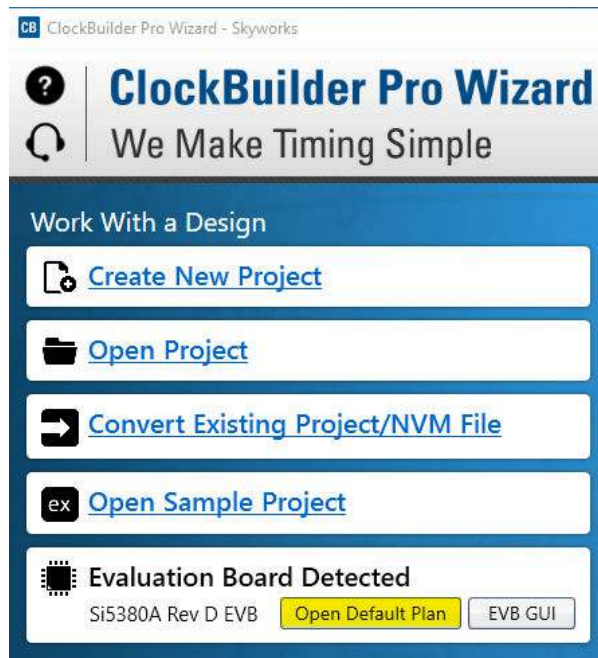 CB ClockBuilder Pro Wizard - Skyworks
? ClockBuilder Pro Wizard
We Make Timing Simple
Work With a Design
Create New Project
Open Project
Convert Existing Project/NVM File
ex Open Sample Project
Evaluation Board Detected
Si5380A Rev D EVB Open Default Plan EVB GUI